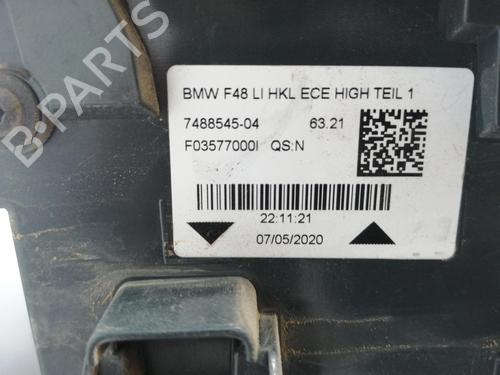 B-PARTS
BMW F48 LI HKL ECE HIGH TEIL 1
7488545-04 63.21
F03577000I QS:N
22:11:21
07/05/2020